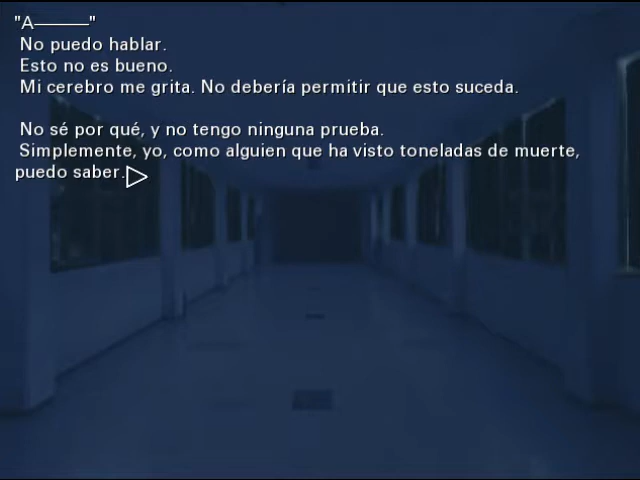 "A———"
No puedo hablar.
Esto no es bueno.
Mi cerebro me grita. No debería permitir que esto suceda.
No sé por qué, y no tengo ninguna prueba.
Simplemente, yo, como alguien que ha visto toneladas de muerte,
puedo saber.